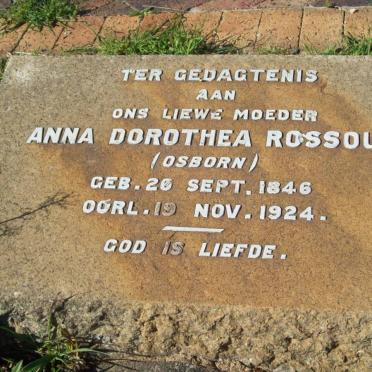 TER GEDAGTENIS
AAN
ONS LIEWE MOEDER
ANNA DOROTHEA ROSSOU
(OSBORN)
GEB. 26 SEPT. 1846
OORL. 19 NOV. 1924.
GOD IS LIEFDE.